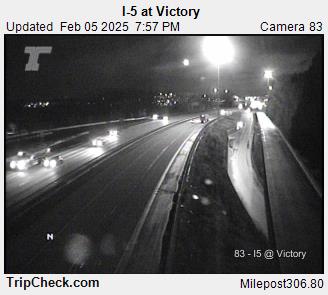 I-5 at Victory
Updated  Feb 05 2025  7:57 PM
Camera 83
T
N
83 - I5 @ Victory
TripCheck.com
Milepost306.80